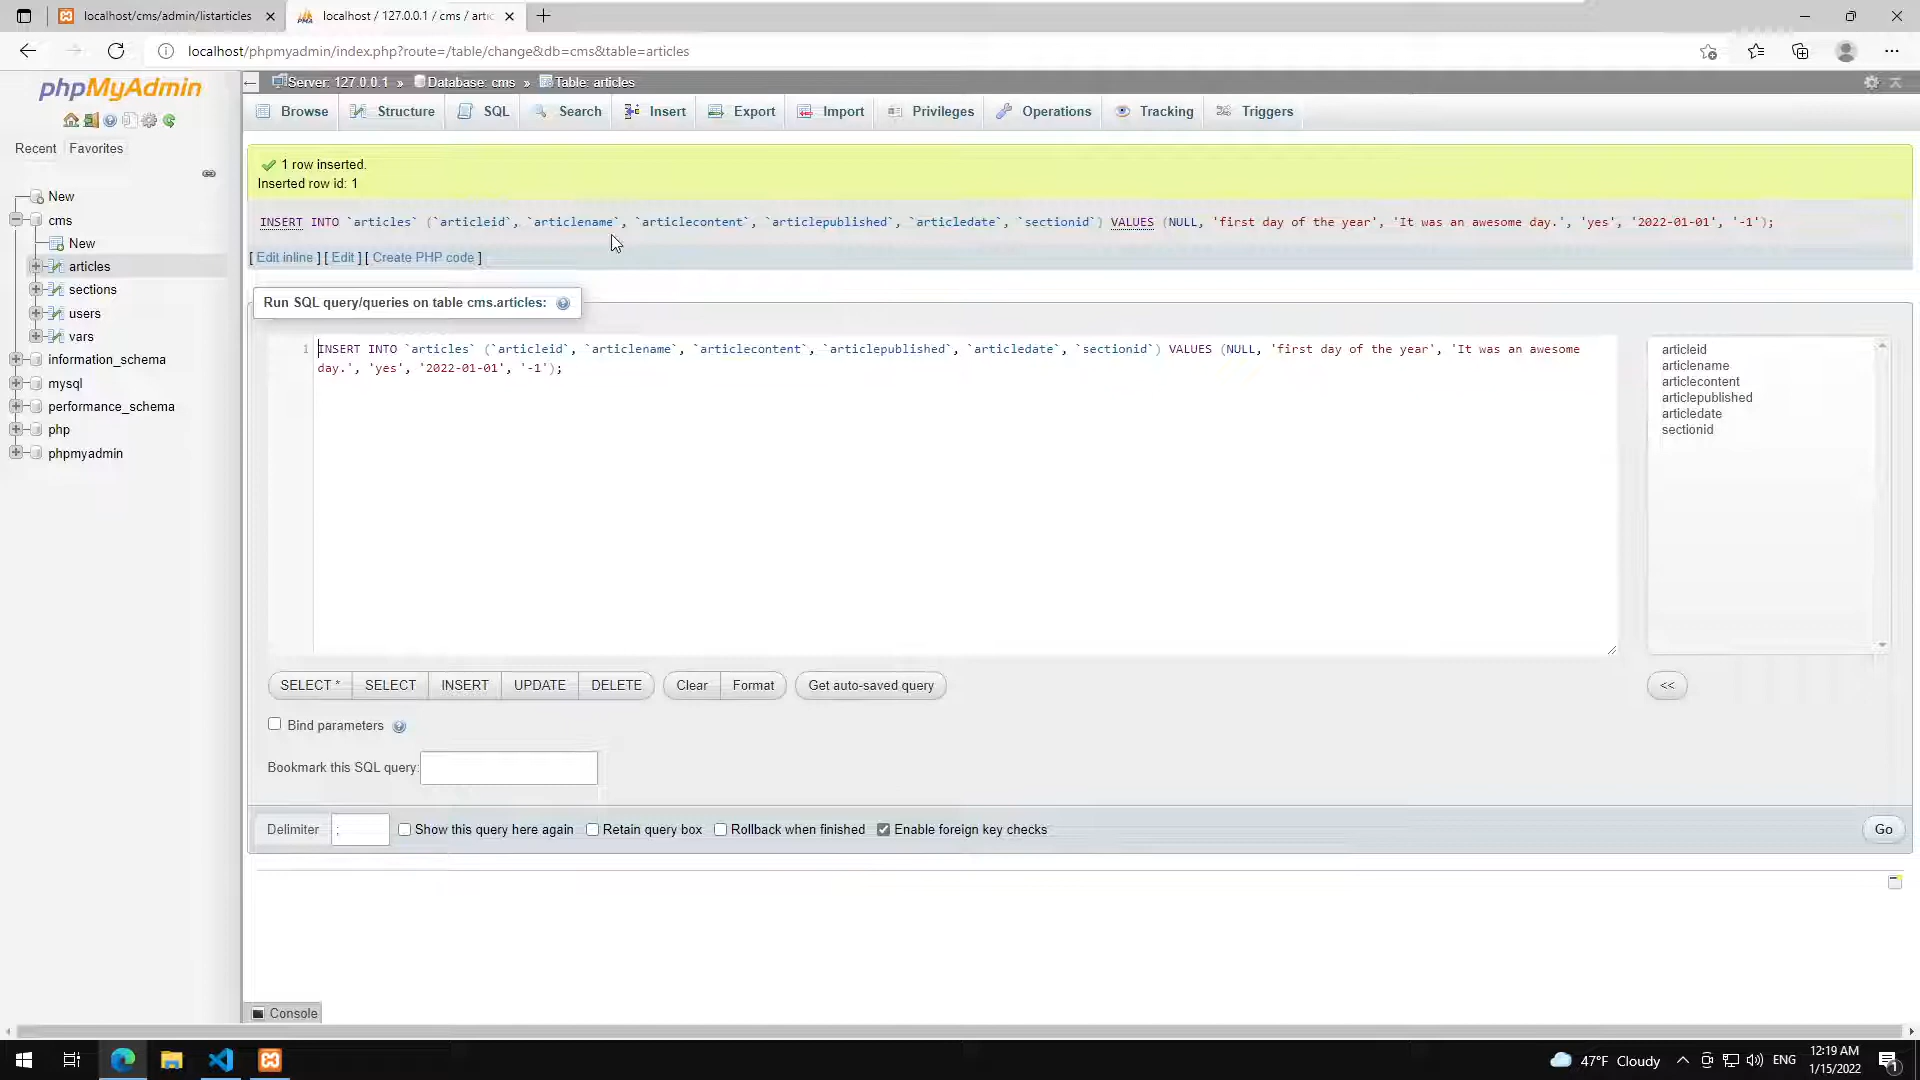 localhost/cms/admin/listarticles
localhost / 127.0.0.1 / cms / artic
localhost/phpmyadmin/index.php?route=/table/change&db=cms&table=articles
phpMyAdmin
Server: 127.0.0.1 » Database: cms » Table: articles
Browse Structure SQL Search Insert Export Import Privileges Operations Tracking Triggers
Recent Favorites
New
cms
New
articles
sections
users
vars
information_schema
mysql
performance_schema
php
phpmyadmin
1 row inserted.
Inserted row id: 1
INSERT INTO `articles` (`articleid`, `articlename`, `articlecontent`, `articlepublished`, `articledate`, `sectionid`) VALUES (NULL, 'first day of the year', 'It was an awesome day.', 'yes', '2022-01-01', '-1');
[ Edit inline ] [ Edit ] [ Create PHP code ]
Run SQL query/queries on table cms.articles:
1 INSERT INTO `articles` (`articleid`, `articlename`, `articlecontent`, `articlepublished`, `articledate`, `sectionid`) VALUES (NULL, 'first day of the year', 'It was an awesome
day.', 'yes', '2022-01-01', '-1');
articleid
articlename
articlecontent
articlepublished
articledate
sectionid
SELECT * SELECT INSERT UPDATE DELETE Clear Format Get auto-saved query <<
Bind parameters
Bookmark this SQL query:
Delimiter ; Show this query here again Retain query box Rollback when finished Enable foreign key checks Go
Console
47°F Cloudy ENG 12:19 AM
1/15/2022 1